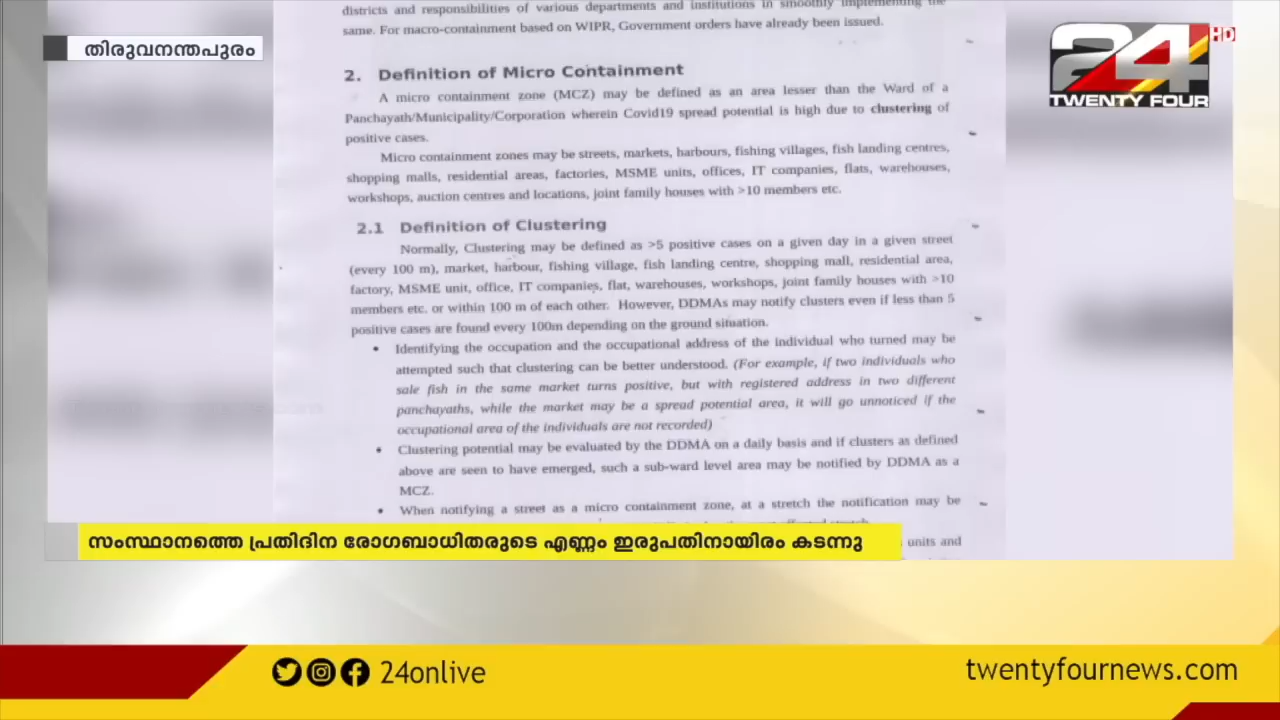 districts and responsibilities of various departments and institutions in smoothly implementing the
same. For macro-containment based on WIPR, Government orders have already been issued.
തിരുവനന്തപുരം
24 HD
TWENTY FOUR
2. Definition of Micro Containment
A micro containment zone (MCZ) may be defined as an area lesser than the Ward of a
Panchayath/Municipality/Corporation wherein Covid19 spread potential is high due to clustering of
positive cases.
Micro containment zones may be streets, markets, harbours, fishing villages, fish landing centres,
shopping malls, residential areas, factories, MSME units, offices, IT companies, flats, warehouses,
workshops, auction centres and locations, joint family houses with >10 members etc.
2.1 Definition of Clustering
Normally, Clustering may be defined as >5 positive cases on a given day in a given street
(every 100 m), market, harbour, fishing village, fish landing centre, shopping mall, residential area,
factory, MSME unit, office, IT companies, flat, warehouses, workshops, joint family houses with >10
members etc. or within 100 m of each other. However, DDMAs may notify clusters even if less than 5
positive cases are found every 100m depending on the ground situation.
• Identifying the occupation and the occupational address of the individual who turned may be
attempted such that clustering can be better understood. (For example, if two individuals who
sale fish in the same market turns positive, but with registered address in two different
panchayaths, while the market may be a spread potential area, it will go unnoticed if the
occupational area of the individuals are not recorded)
• Clustering potential may be evaluated by the DDMA on a daily basis and if clusters as defined
above are seen to have emerged, such a sub-ward level area may be notified by DDMA as a
MCZ.
• When notifying a street as a micro containment zone, at a stretch the notification may be
units and
സംസ്ഥാനത്തെ പ്രതിദിന രോഗബാധിതരുടെ എണ്ണം ഇരുപതിനായിരം കടന്നു
24onlive
twentyfournews.com